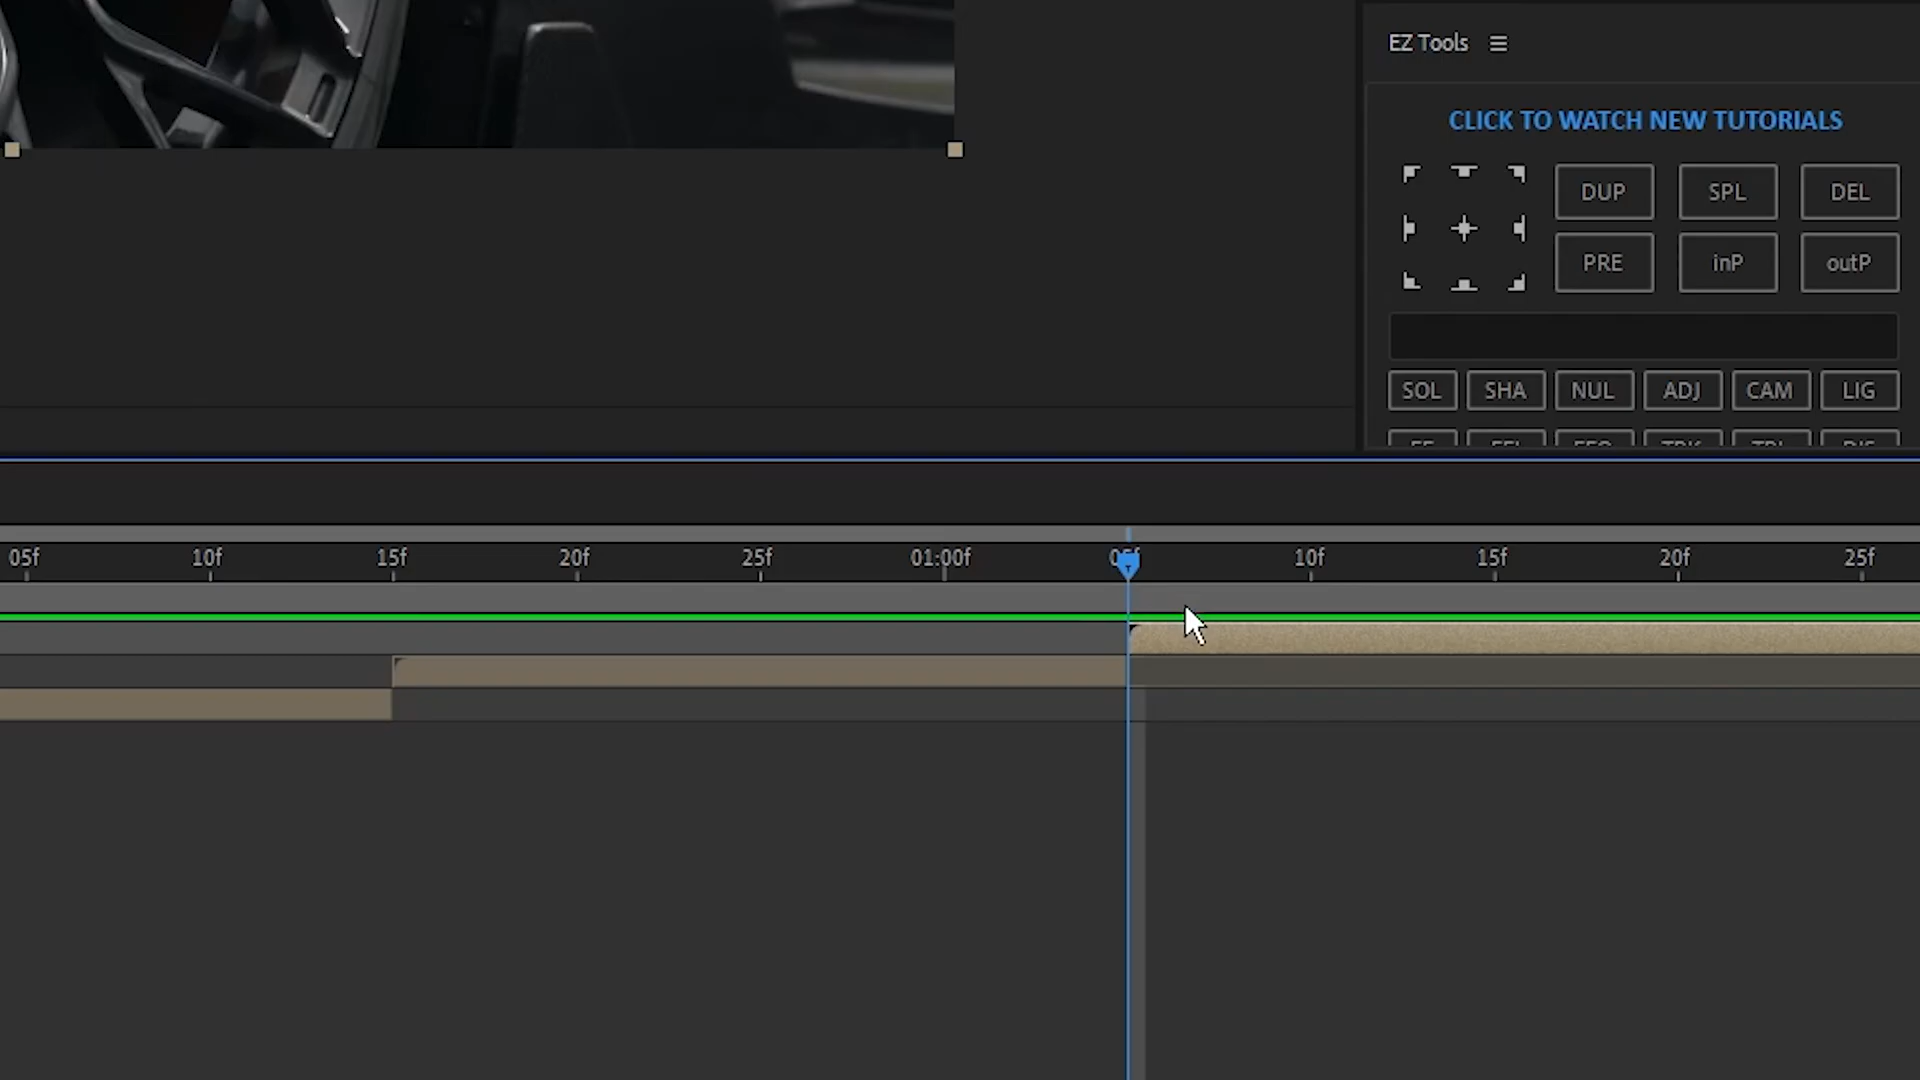 EZ Tools
CLICK TO WATCH NEW TUTORIALS
DUP SPL DEL
PRE inP outP
SOL SHA NUL ADJ CAM LIG
05f 10f 15f 20f 25f 01:00f 05f 10f 15f 20f 25f